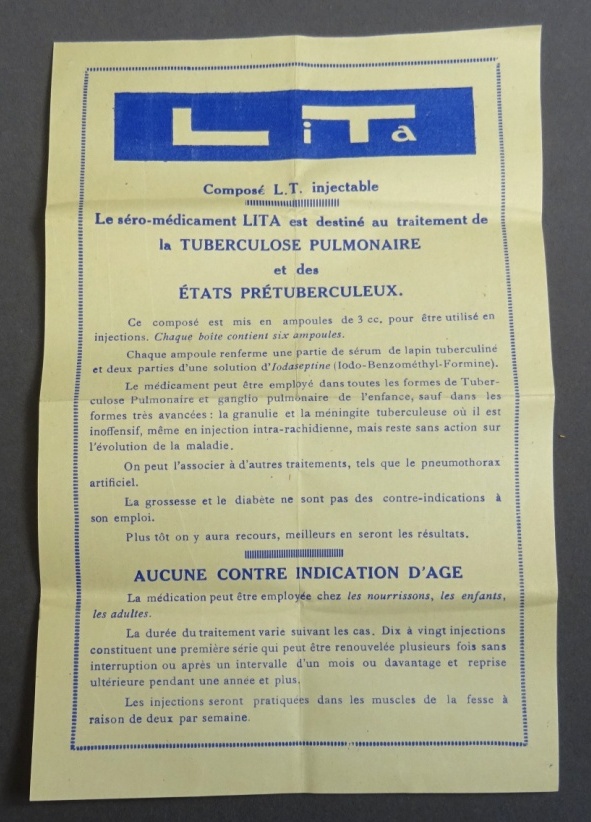 LiTa
Composé L.T. injectable
Le séro-médicament LITA est destiné au traitement de
la TUBERCULOSE PULMONAIRE
et des
ÉTATS PRÉTUBERCULEUX.
Ce composé est mis en ampoules de 3 cc. pour être utilisé en
injections. Chaque boîte contient six ampoules.
Chaque ampoule renferme une partie de sérum de lapin tuberculiné
et deux parties d'une solution d'Iodaseptine (Iodo-Benzométhyl-Formine).
Le médicament peut être employé dans toutes les formes de Tuber-
culose Pulmonaire et ganglio pulmonaire de l'enfance, sauf dans les
formes très avancées : la granulie et la méningite tuberculeuse où il est
inoffensif, même en injection intra-rachidienne, mais reste sans action sur
l'évolution de la maladie.
On peut l'associer à d'autres traitements, tels que le pneumothorax
artificiel.
La grossesse et le diabète ne sont pas des contre-indications à
son emploi.
Plus tôt on y aura recours, meilleurs en seront les résultats.
AUCUNE CONTRE INDICATION D'AGE
La médication peut être employée chez les nourrissons, les enfants,
les adultes.
La durée du traitement varie suivant les cas. Dix à vingt injections
constituent une première série qui peut être renouvelée plusieurs fois sans
interruption ou après un intervalle d'un mois ou davantage et reprise
ultérieure pendant une année et plus.
Les injections seront pratiquées dans les muscles de la fesse à
raison de deux par semaine.